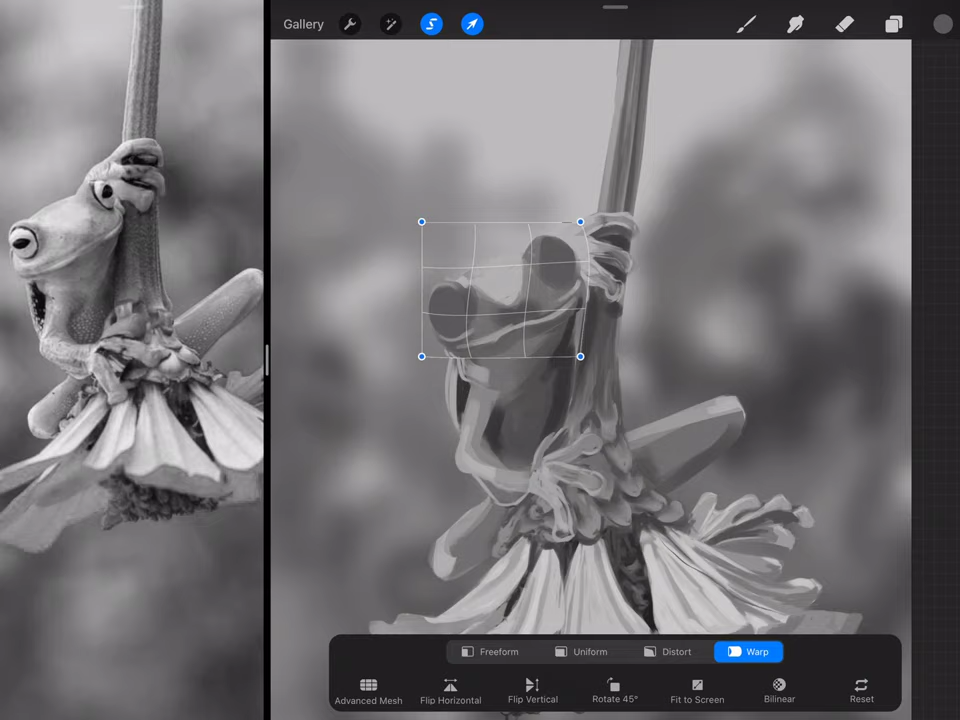 Gallery
Freeform Uniform Distort Warp
Advanced Mesh Flip Horizontal Flip Vertical Rotate 45° Fit to Screen Bilinear Reset